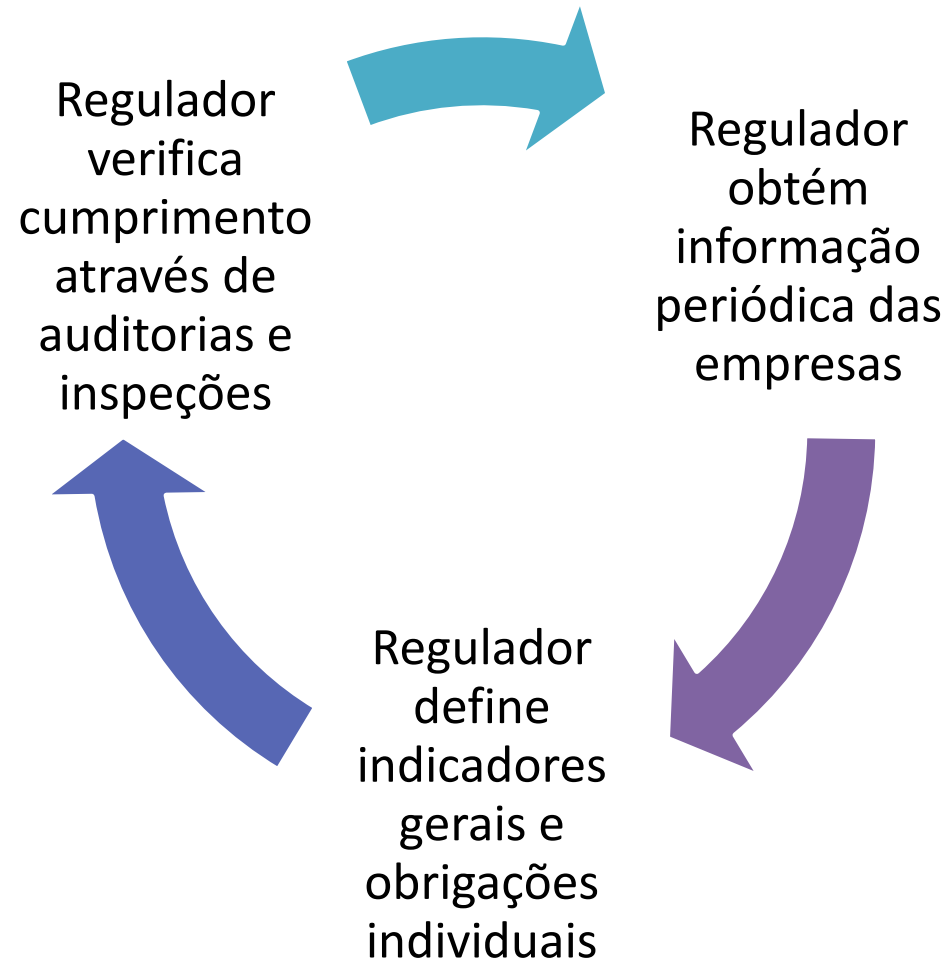 Regulador
verifica
cumprimento
através de
auditorias e
inspeções
Regulador
obtém
informação
periódica das
empresas
Regulador
define
indicadores
gerais e
obrigações
individuais